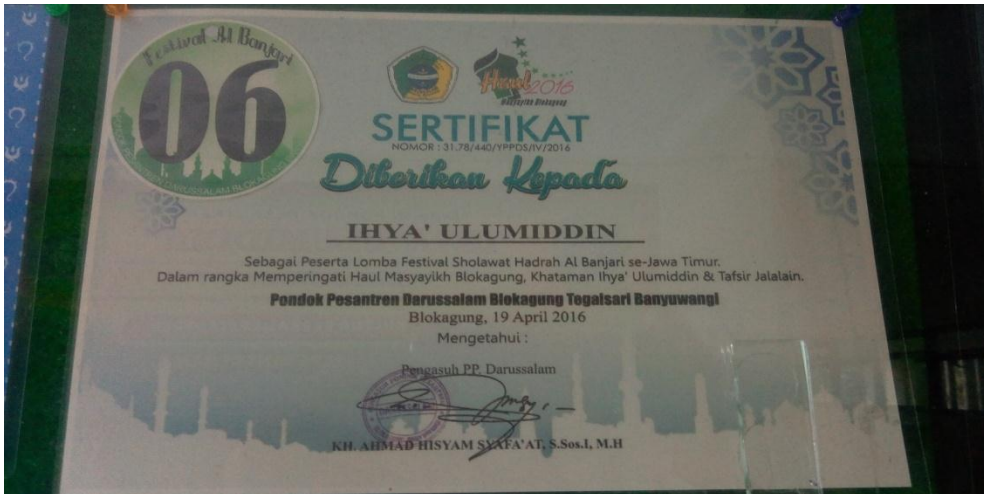 Festival Al Banjari
06
Haul 2016
Masyayikh Blokagung
SERTIFIKAT
NOMOR : 31.78/440/YPPDS/IV/2016
Diberikan Kepada
IHYA' ULUMIDDIN
Sebagai Peserta Lomba Festival Sholawat Hadrah Al Banjari se-Jawa Timur.
Dalam rangka Memperingati Haul Masyayikh Blokagung, Khataman Ihya' Ulumiddin & Tafsir Jalalain.
Pondok Pesantren Darussalam Blokagung Tegalsari Banyuwangi
Blokagung, 19 April 2016
Mengetahui :
Pengasuh PP. Darussalam
KH. AHMAD HISYAM SYAFA'AT, S.Sos.I, M.H